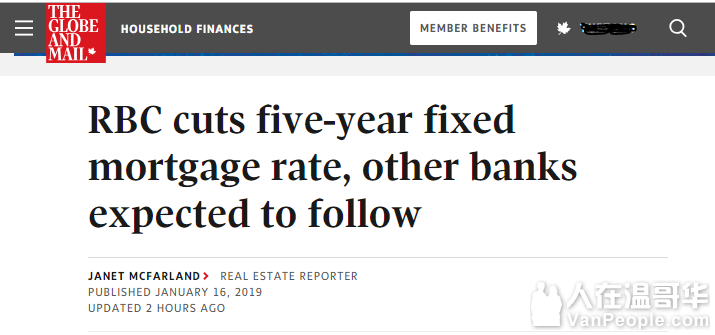 THE
GLOBE
AND
MAIL
HOUSEHOLD FINANCES
MEMBER BENEFITS
RBC cuts five-year fixed
mortgage rate, other banks
expected to follow
JANET MCFARLAND REAL ESTATE REPORTER
PUBLISHED JANUARY 16, 2019
UPDATED 2 HOURS AGO
人在温哥华
VanPeople.com